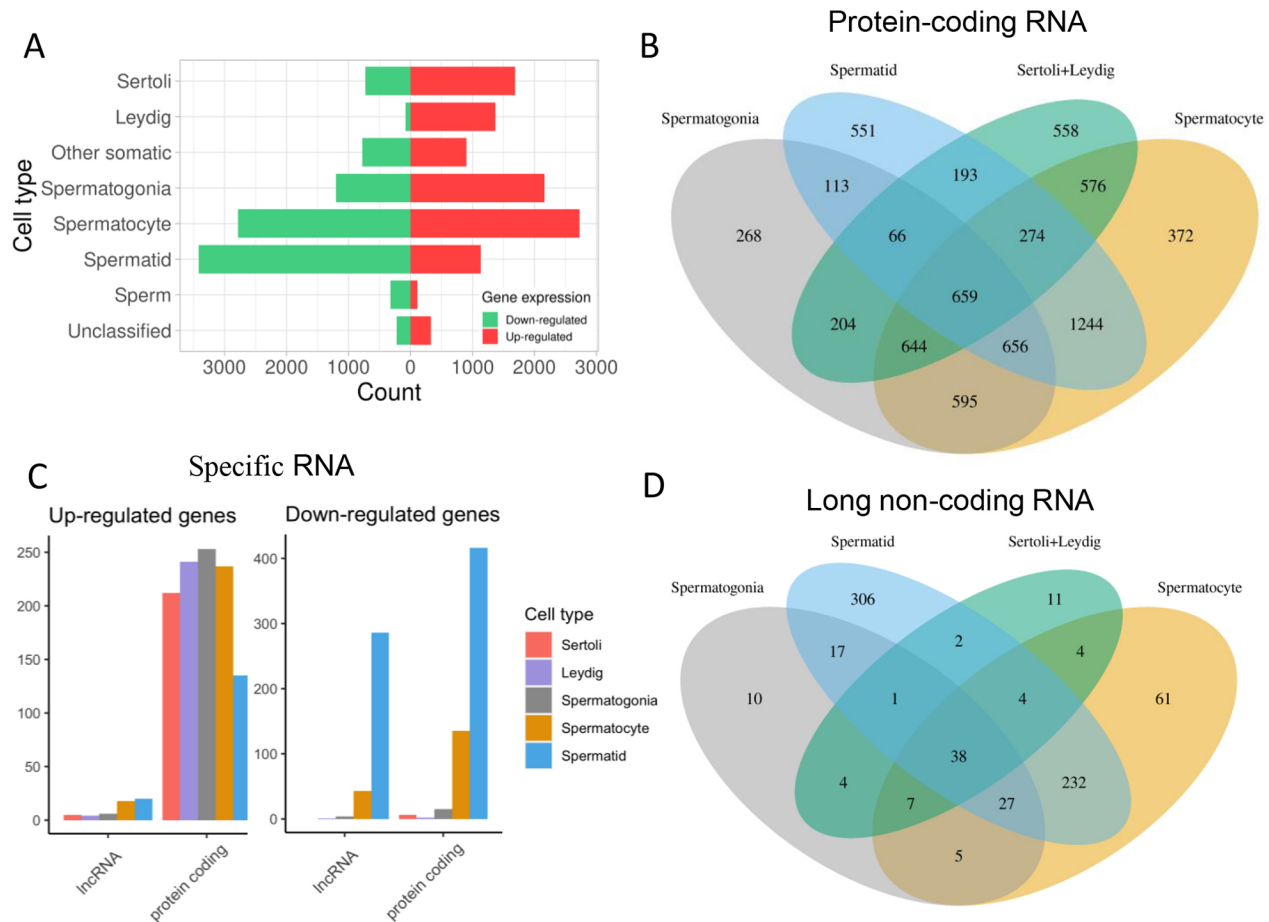 A
Sertoli
Leydig
Other somatic
Spermatogonia
Spermatocyte
Spermatid
Sperm
Unclassified
Cell type
3000 2000 1000 0 1000 2000 3000
Count
Gene expression
Down-regulated
Up-regulated
B
Protein-coding RNA
Spermatid Sertoli+Leydig
Spermatogonia Spermatocyte
551 558
113 193 576
268 66 274 372
659
204 1244
644 656
595
C
Specific RNA
Up-regulated genes
250
200
150
100
50
0
lncRNA protein coding
Down-regulated genes
400
300
200
100
0
lncRNA protein coding
Cell type
Sertoli
Leydig
Spermatogonia
Spermatocyte
Spermatid
D
Long non-coding RNA
Spermatid Sertoli+Leydig
Spermatogonia Spermatocyte
306 11
17 2 4
10 1 4 61
38
4 232
7 27
5